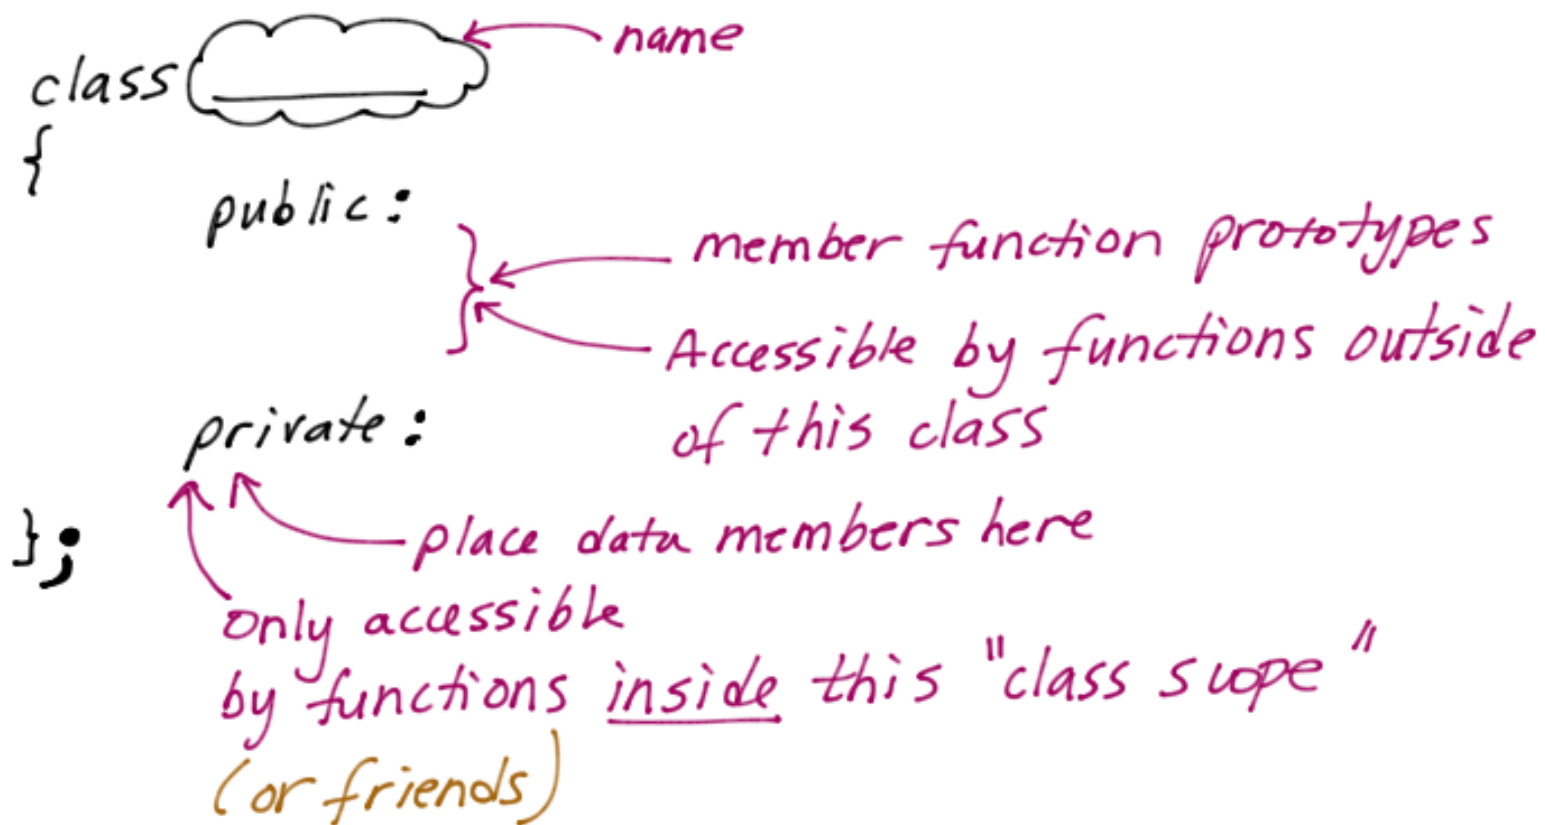 name
class
{
public:
member function prototypes
Accessible by functions outside
of this class
private:
place data members here
};
only accessible
by functions inside this "class scope"
(or friends)